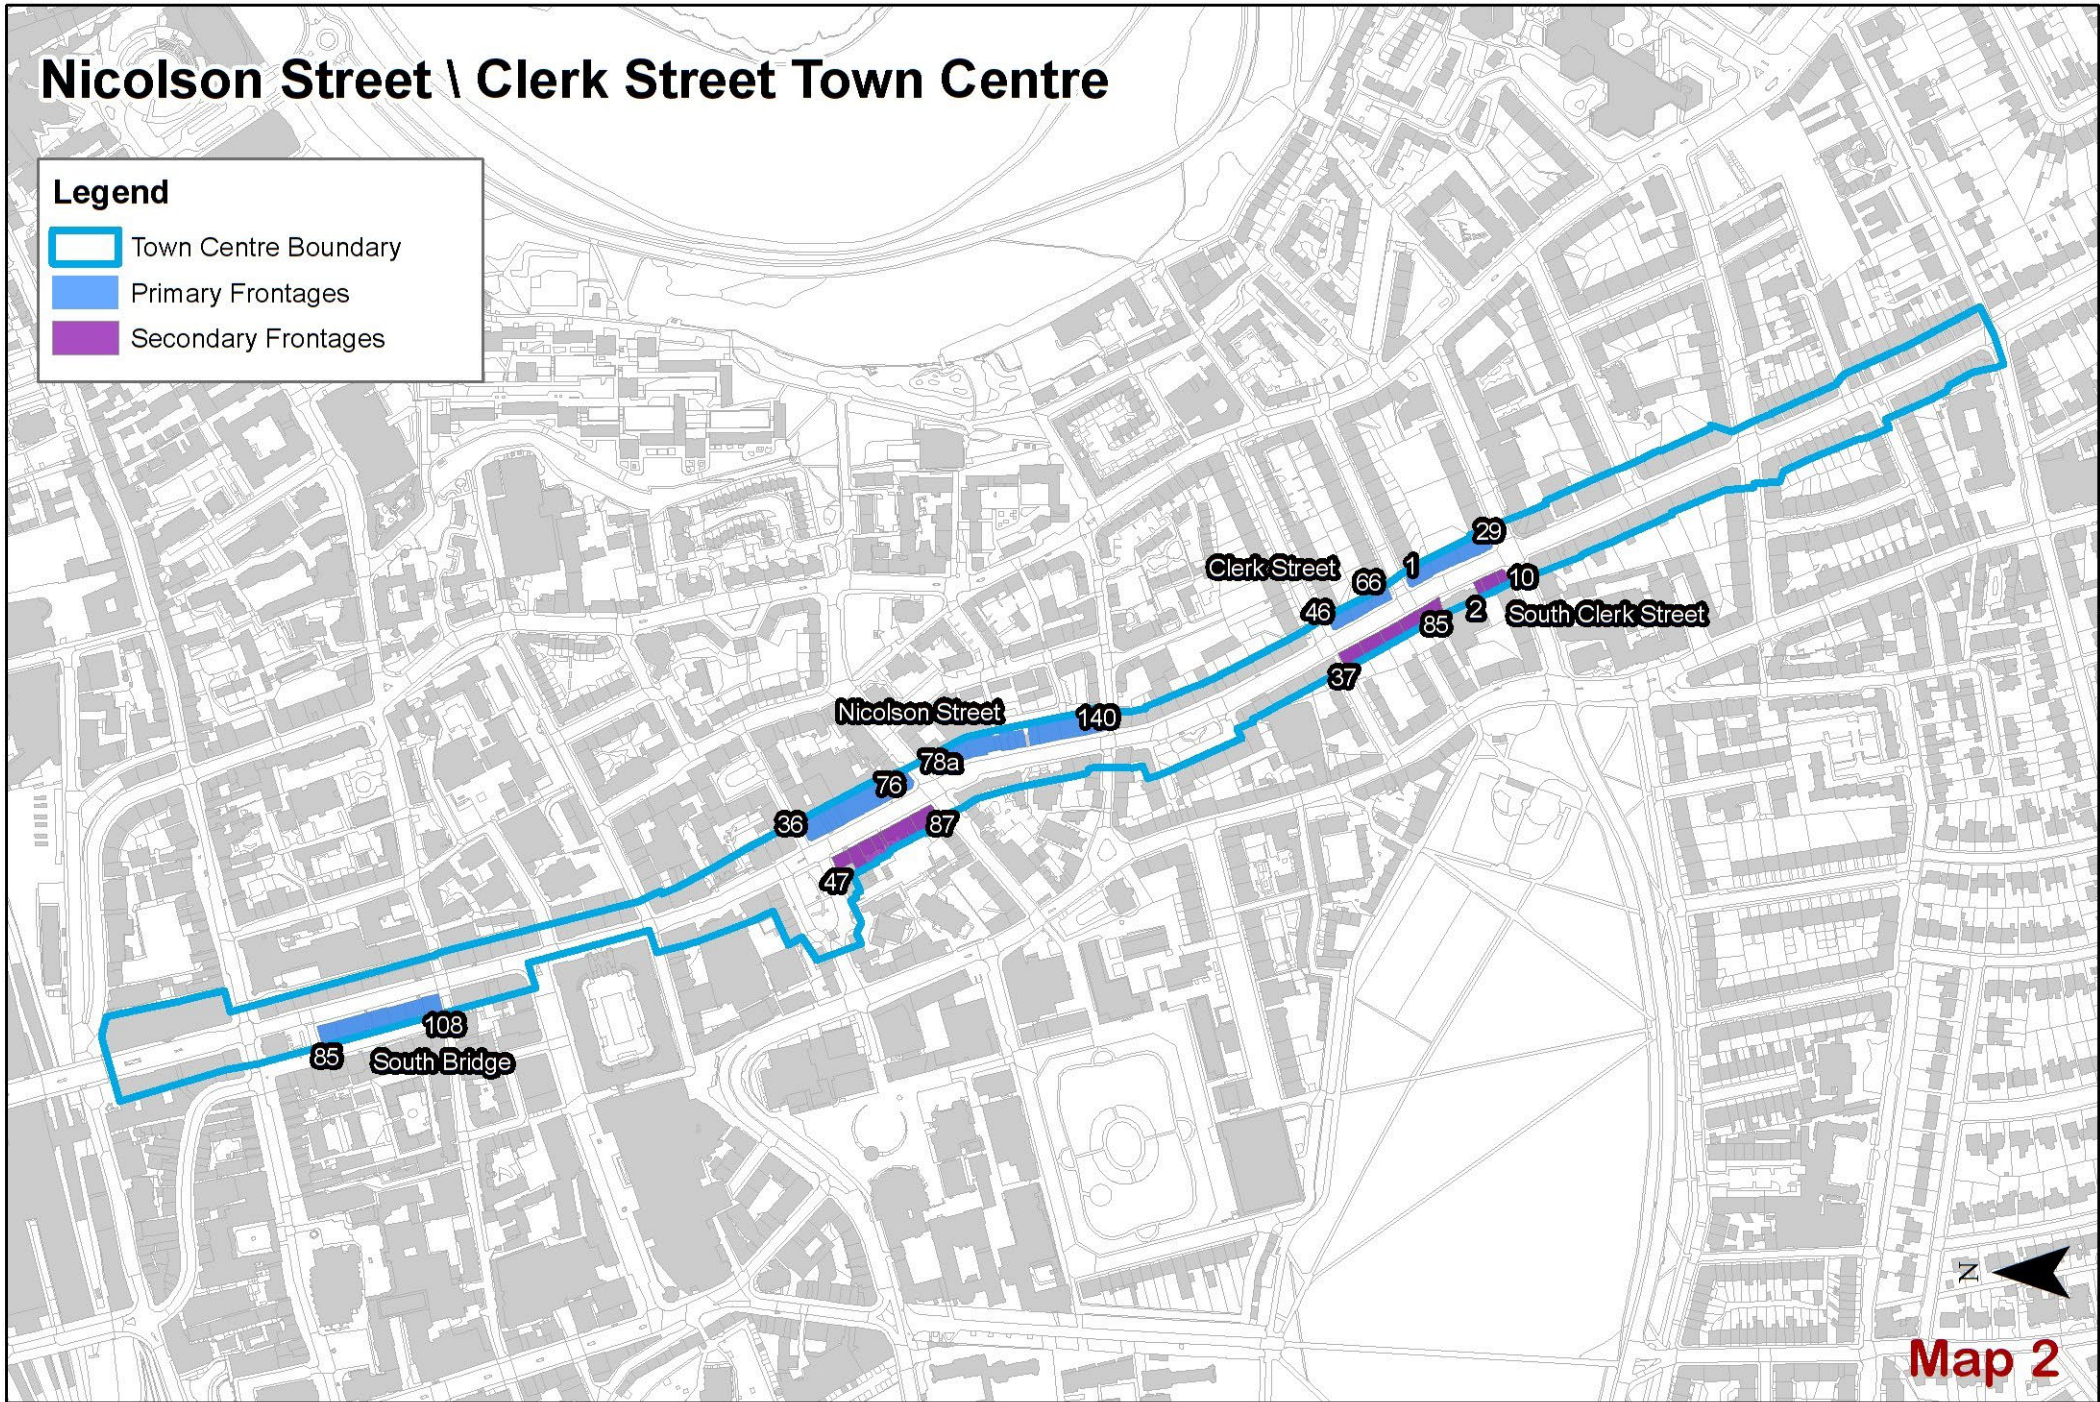 Nicolson Street \ Clerk Street Town Centre
Legend
Town Centre Boundary
Primary Frontages
Secondary Frontages
29
1
Clerk Street
66
10
46
2
South Clerk Street
85
37
Nicolson Street
140
78a
76
36
87
47
108
85
South Bridge
N
Map 2